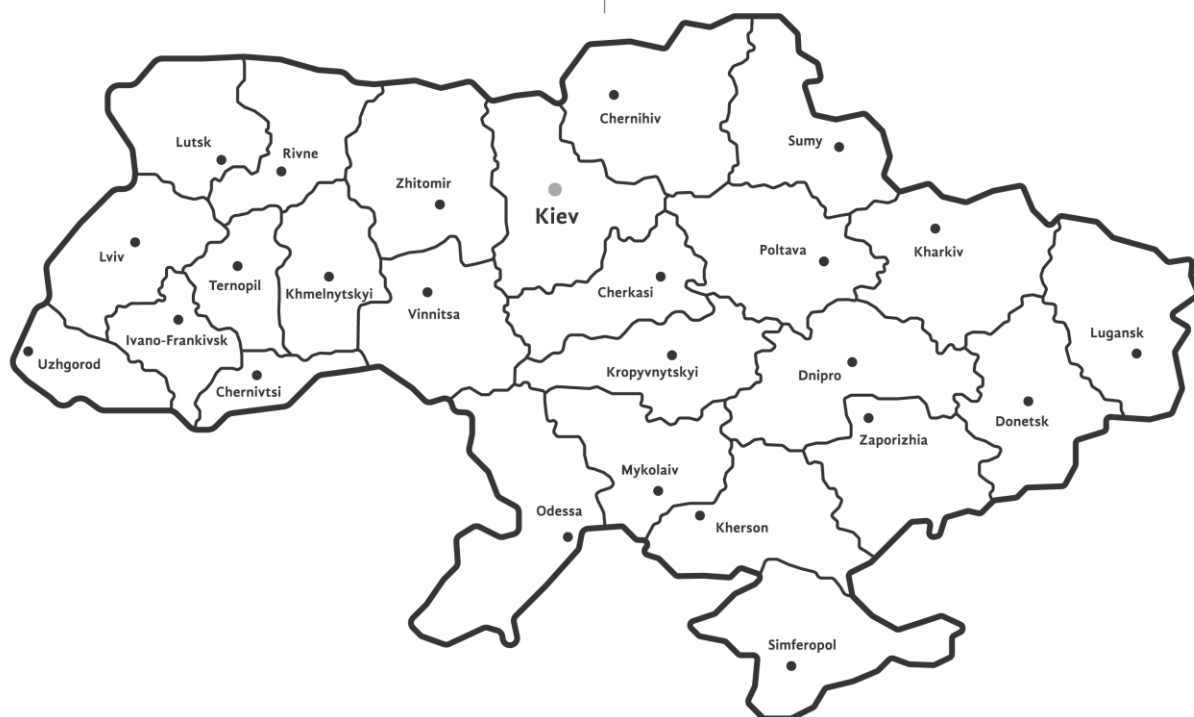 Chernihiv
Sumy
Lutsk
Rivne
Zhitomir
Kiev
Lviv
Ternopil
Khmelnytskyi
Vinnitsa
Cherkasi
Poltava
Kharkiv
Uzhgorod
Ivano-Frankivsk
Chernivtsi
Kropyvnytskyi
Dnipro
Lugansk
Donetsk
Zaporizhia
Mykolaiv
Odessa
Kherson
Simferopol